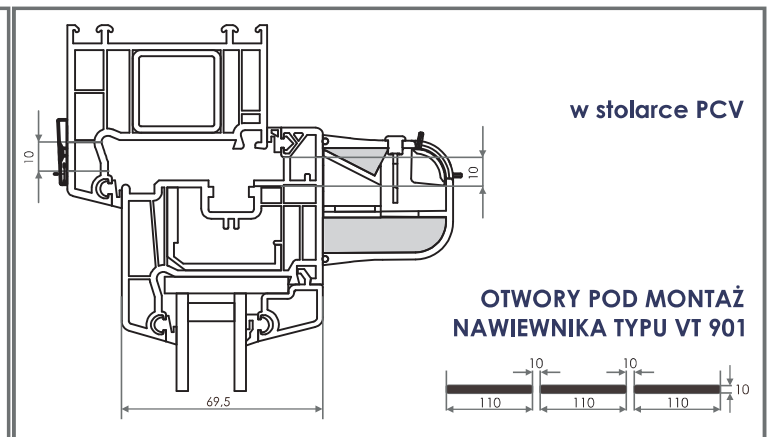 w stolarce PCV
10
10
69,5
OTWORY POD MONTAŻ
NAWIEWNIKA TYPU VT 901
10 10
10
110 110 110